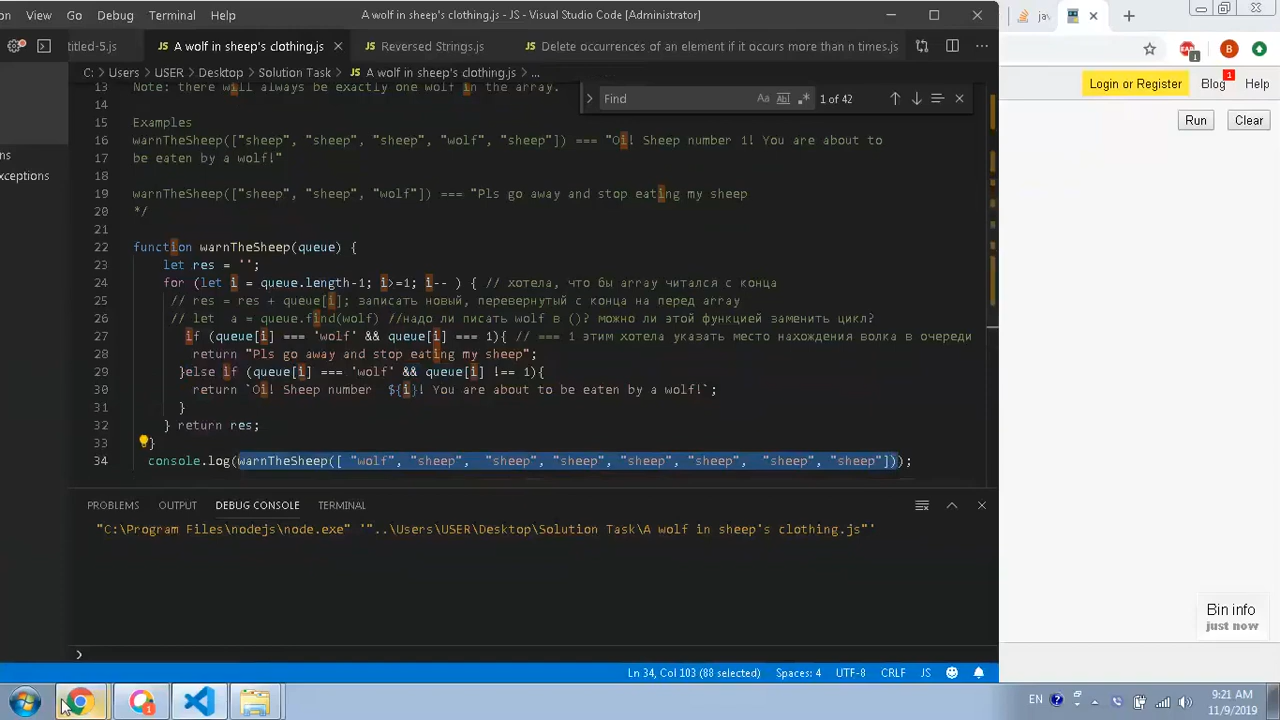 View Go Debug Terminal Help A wolf in sheep's clothing.js - JS - Visual Studio Code [Administrator]
jav
titled-5.js A wolf in sheep's clothing.js Reversed Strings.js Delete occurrences of an element if it occurs more than n times.js
1 B
C: > Users > USER > Desktop > Solution Task > A wolf in sheep's clothing.js > ...
Login or Register Blog 1 Help
13 Note: there will always be exactly one wolf in the array.
Find Aa Abl 1 of 42
14
Run Clear
15 Examples
16 warnTheSheep(["sheep", "sheep", "sheep", "wolf", "sheep"]) === "Oi! Sheep number 1! You are about to
17 be eaten by a wolf!"
ns
xceptions
18
19 warnTheSheep(["sheep", "sheep", "wolf"]) === "Pls go away and stop eating my sheep
20 */
21
22 function warnTheSheep(queue) {
23 let res = '';
24 for (let i = queue.length-1; i>=1; i-- ) { // хотела, что бы array читался с конца
25 // res = res + queue[i]; записать новый, перевернутый с конца на перед array
26 // let  a = queue.find(wolf) //надо ли писать wolf в ()? можно ли этой функцией заменить цикл?
27 if (queue[i] === 'wolf' && queue[i] === 1){ // === 1 этим хотела указать место нахождения волка в очереди
28 return "Pls go away and stop eating my sheep";
29 }else if (queue[i] === 'wolf' && queue[i] !== 1){
30 return `Oi! Sheep number  ${i}! You are about to be eaten by a wolf!`;
31 }
32 } return res;
33 }
34 console.log(warnTheSheep([ "wolf", "sheep",  "sheep", "sheep", "sheep", "sheep",  "sheep", "sheep"]));
PROBLEMS OUTPUT DEBUG CONSOLE TERMINAL
"C:\Program Files\nodejs\node.exe" '"..\Users\USER\Desktop\Solution Task\A wolf in sheep's clothing.js"'
Bin info
just now
Ln 34, Col 103 (88 selected) Spaces: 4 UTF-8 CRLF JS
EN 9:21 AM
11/9/2019